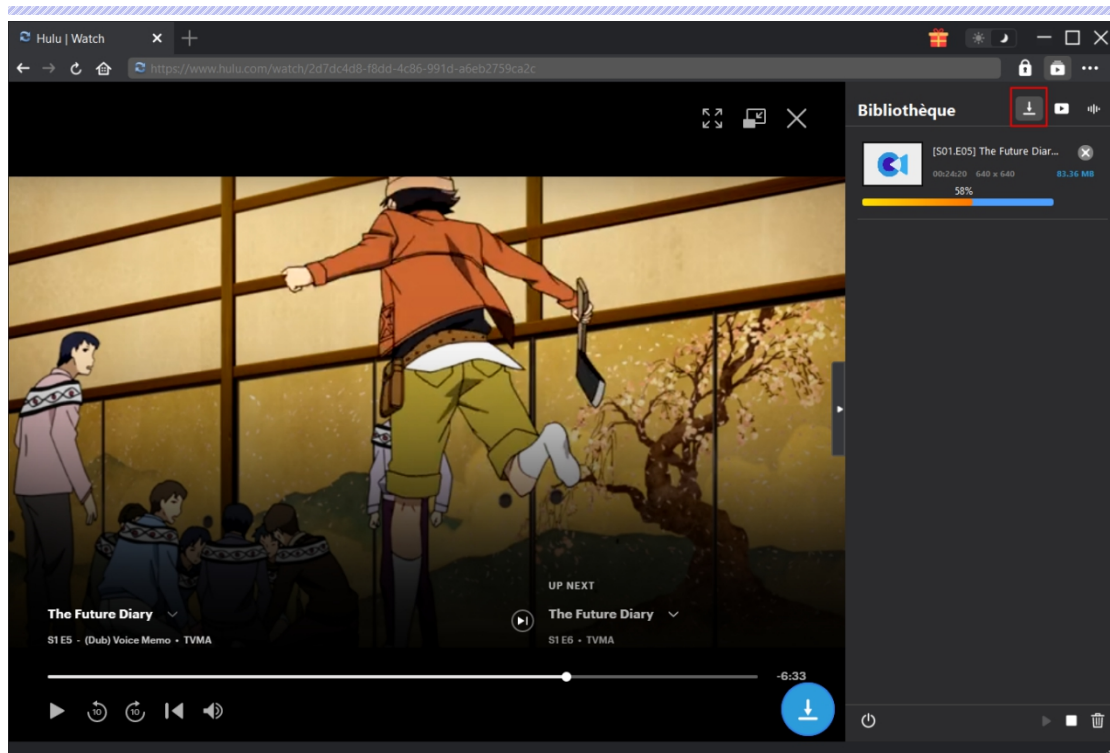 Hulu | Watch
https://www.hulu.com/watch/2d7dc4d8-f8dd-4c86-991d-a6eb2759ca2c
Bibliothèque
[S01.E05] The Future Diar...
00:24:20 640 x 640 83.36 MB
58%
UP NEXT
The Future Diary
S1 E5 - (Dub) Voice Memo • TVMA
The Future Diary
S1 E6 • TVMA
-6:33
10
10